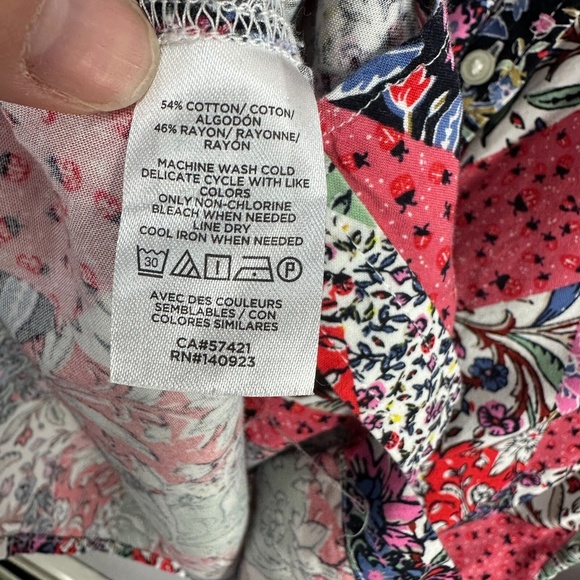 54% COTTON/ COTON/
ALGODÓN
46% RAYON/ RAYONNE/
RAYÓN
MACHINE WASH COLD
DELICATE CYCLE WITH LIKE
COLORS
ONLY NON-CHLORINE
BLEACH WHEN NEEDED
LINE DRY
COOL IRON WHEN NEEDED
30 P
AVEC DES COULEURS
SEMBLABLES / CON
COLORES SIMILARES
CA#57421
RN#140923